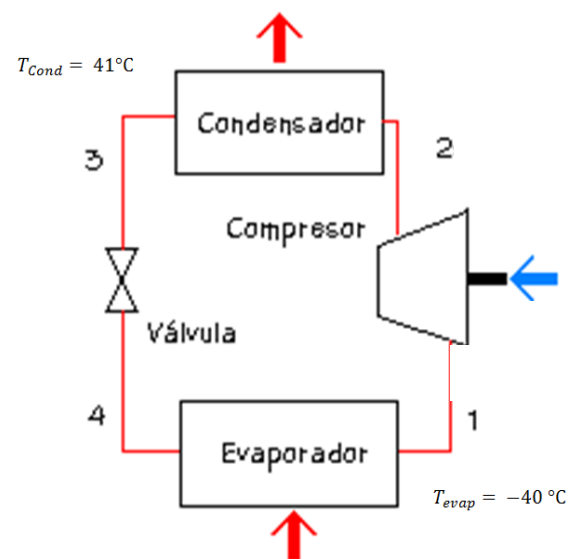 T_Cond = 41°C
Condensador
3
2
Compresor
Válvula
4
1
Evaporador
T_evap = −40 °C